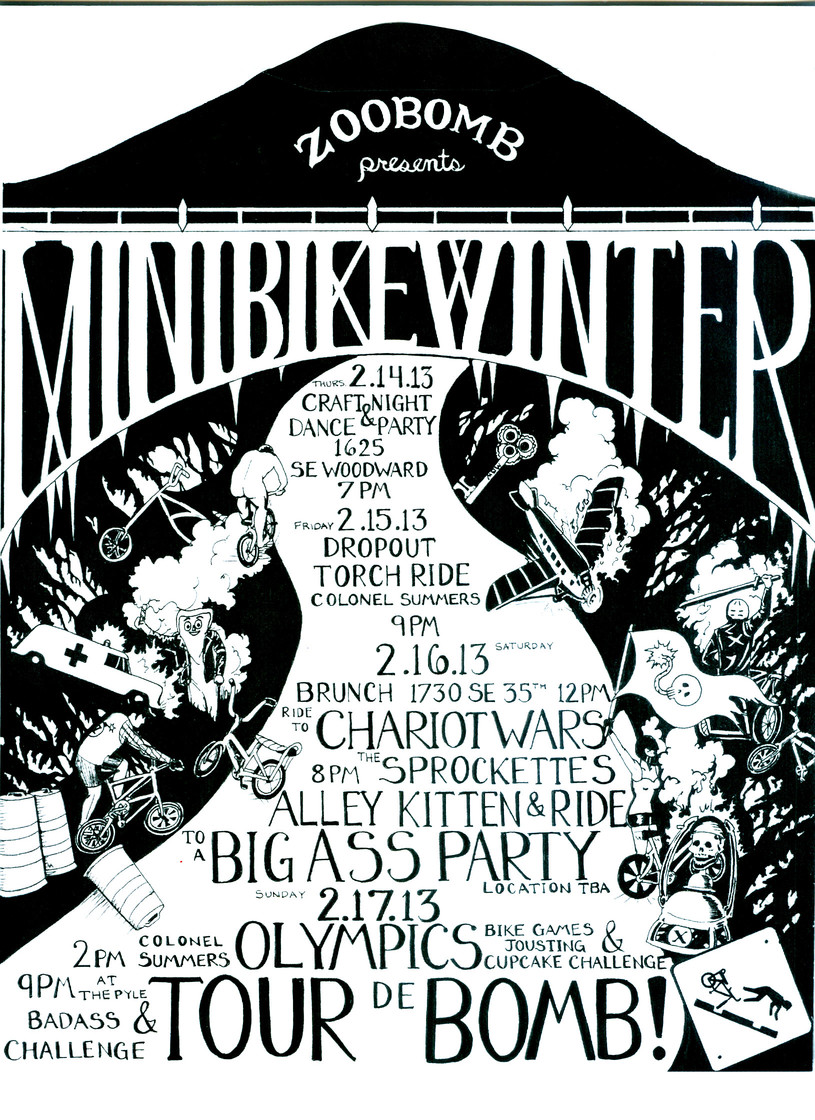 ZOOBOMB
presents
MINIBIKEWINTER
THURS. 2.14.13
CRAFT NIGHT
&
DANCE PARTY
1625
SE WOODWARD
7 PM
FRIDAY 2.15.13
DROPOUT
TORCH RIDE
COLONEL SUMMERS
9PM
2.16.13 SATURDAY
BRUNCH 1730 SE 35TH 12PM
RIDE TO CHARIOT WARS
8PM THE SPROCKETTES
ALLEY KITTEN & RIDE
TO A BIG ASS PARTY
LOCATION TBA
SUNDAY 2.17.13
2PM COLONEL SUMMERS OLYMPICS BIKE GAMES JOUSTING & CUPCAKE CHALLENGE
9PM AT THE PYLE TOUR DE BOMB!
BADASS & CHALLENGE
X